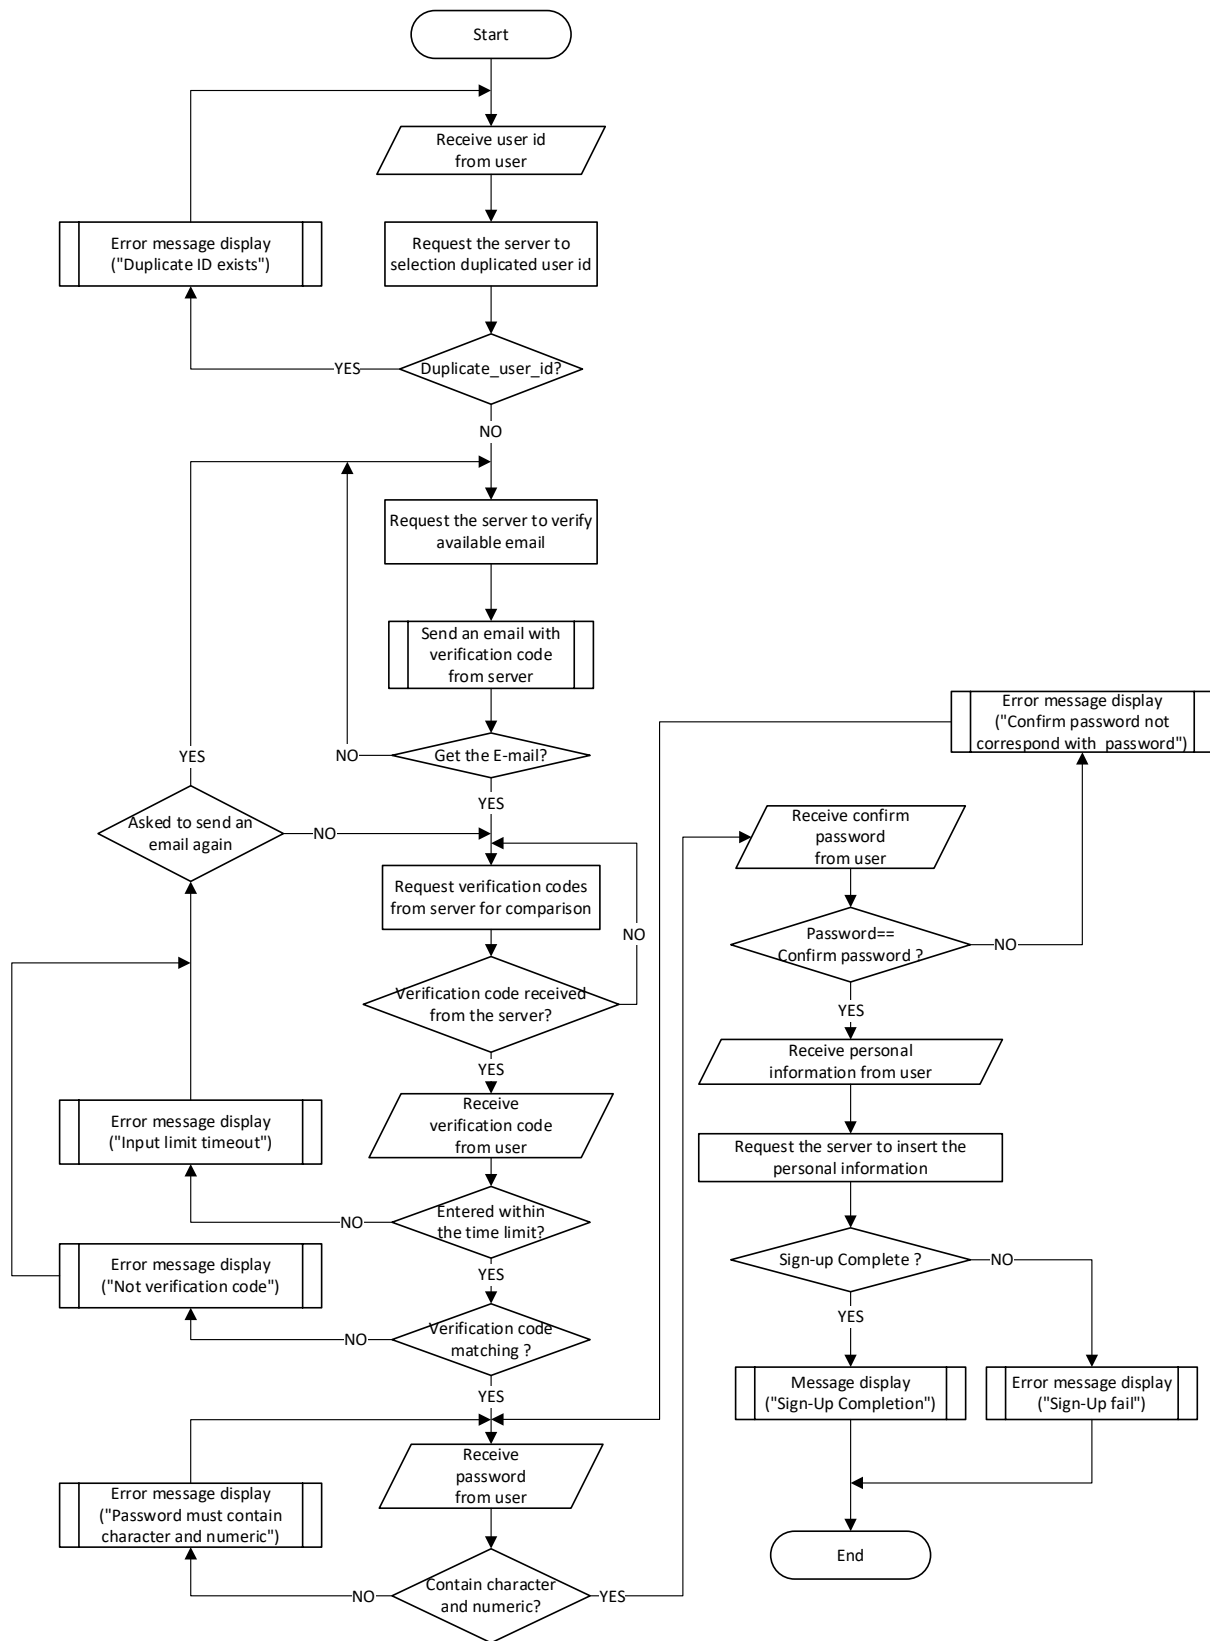 Start
Receive user id
from user
Error message display
("Duplicate ID exists")
Request the server to
selection duplicated user id
YES
Duplicate_user_id?
NO
Request the server to verify
available email
Send an email with
verification code
from server
YES
NO
Get the E-mail?
YES
Asked to send an
email again
NO
Request verification codes
from server for comparison
NO
Verification code received
from the server?
YES
Receive
verification code
from user
Error message display
("Input limit timeout")
NO
Entered within
the time limit?
YES
Error message display
("Not verification code")
NO
Verification code
matching ?
YES
Receive
password
from user
Error message display
("Password must contain
character and numeric")
NO
Contain character
and numeric?
YES
Error message display
("Confirm password not
correspond with  password")
Receive confirm
password
from user
Password==
Confirm password ?
NO
YES
Receive personal
information from user
Request the server to insert the
personal information
Sign-up Complete ?
NO
YES
Message display
("Sign-Up Completion")
Error message display
("Sign-Up fail")
End